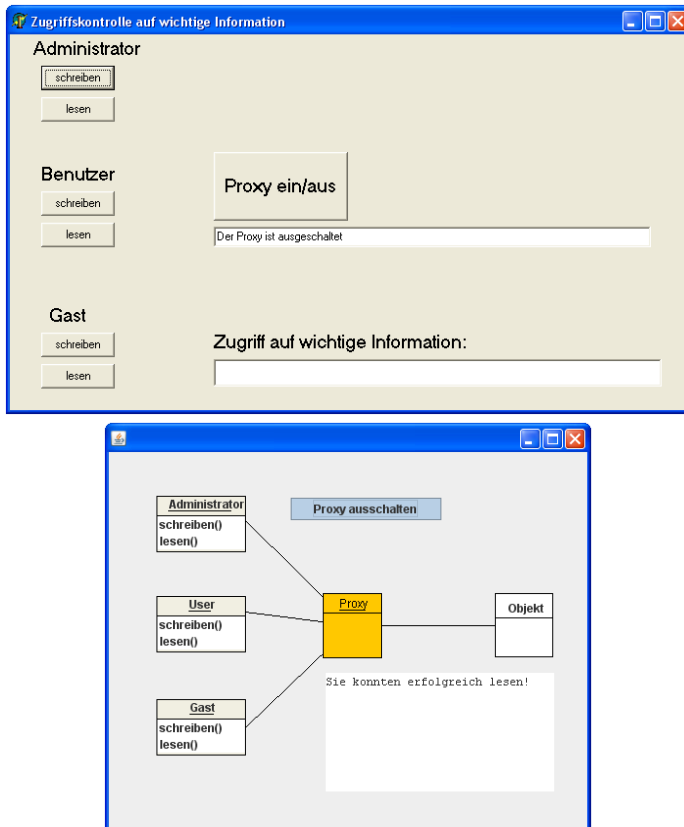 Zugriffskontrolle auf wichtige Information
Administrator
schreiben
lesen
Benutzer
schreiben
lesen
Proxy ein/aus
Der Proxy ist ausgeschaltet
Gast
schreiben
lesen
Zugriff auf wichtige Information:
Administrator
schreiben()
lesen()
Proxy ausschalten
User
schreiben()
lesen()
Proxy
Objekt
Gast
schreiben()
lesen()
Sie konnten erfolgreich lesen!